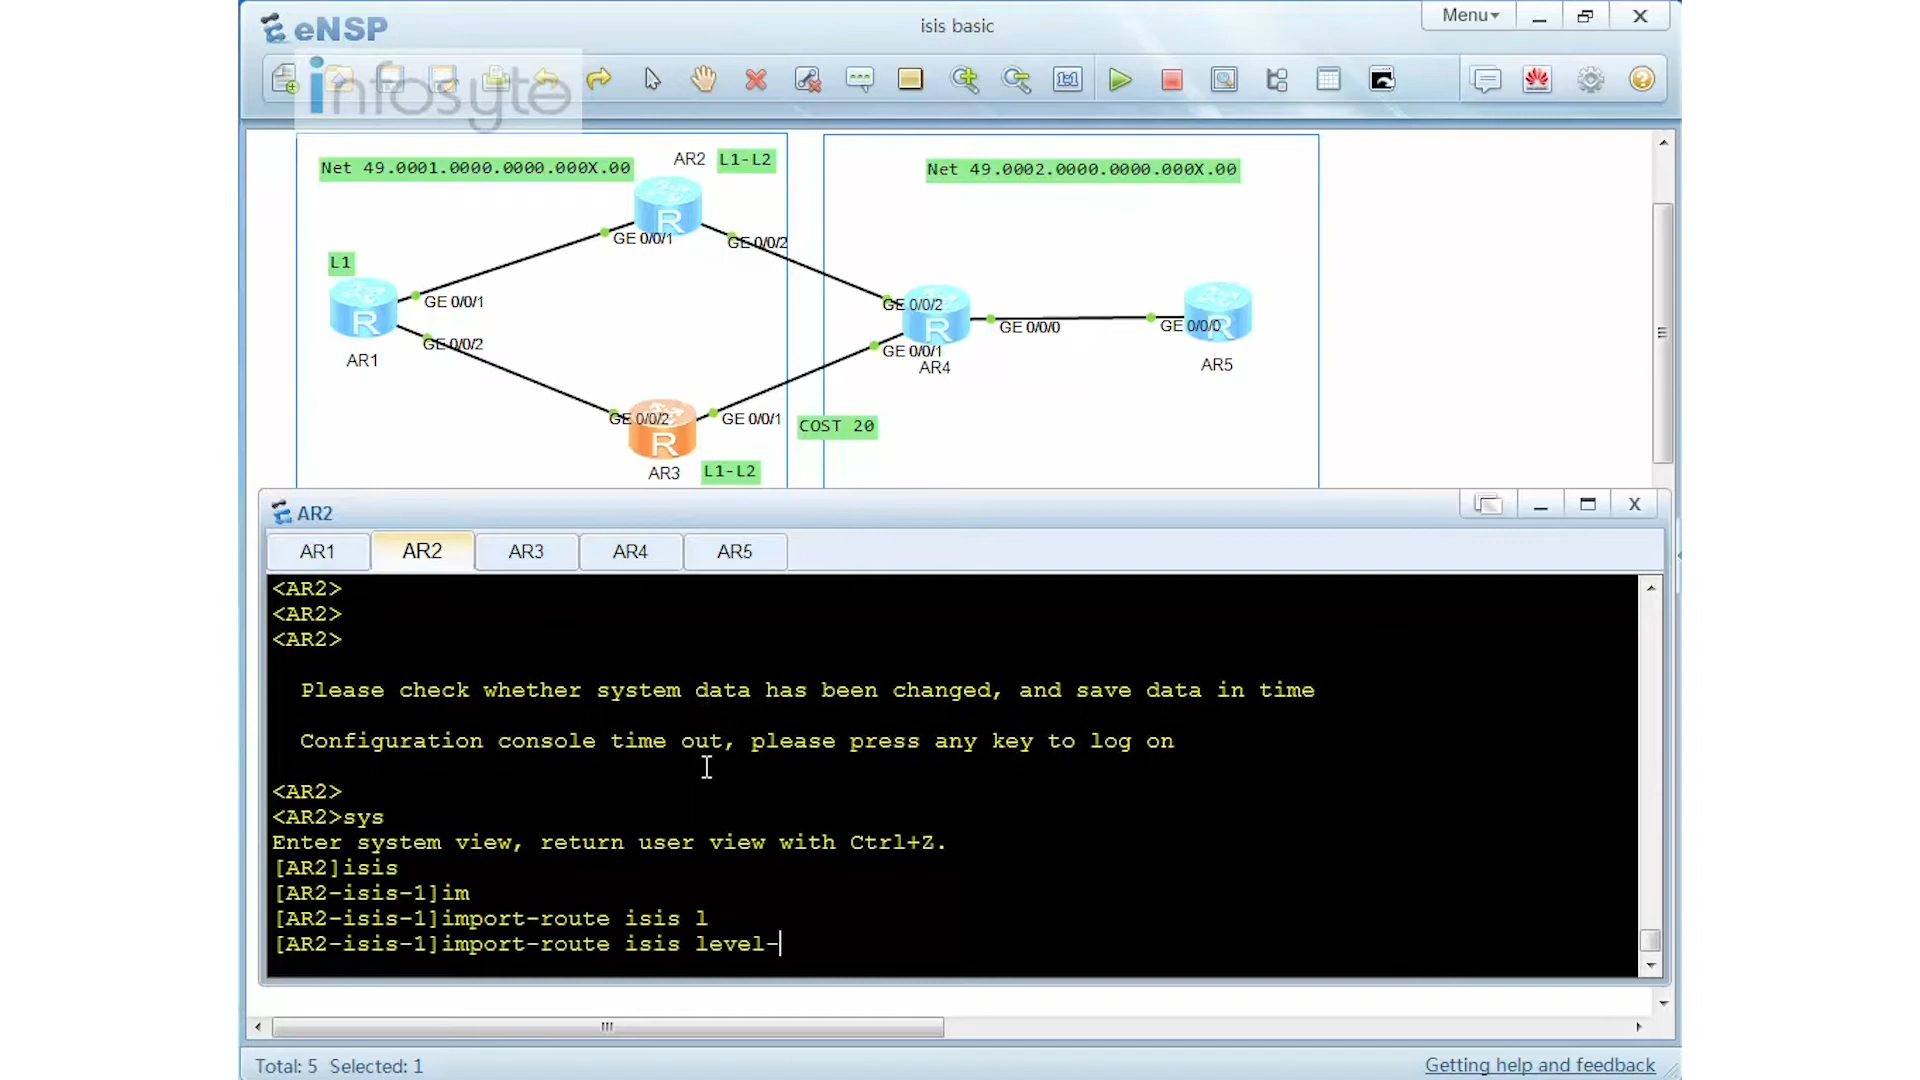 eNSP
isis basic
Menu
infosyte
1:1
Net 49.0001.0000.0000.000X.00
AR2
L1-L2
Net 49.0002.0000.0000.000X.00
R
GE 0/0/1
GE 0/0/2
L1
GE 0/0/1
GE 0/0/2
R
R
R
GE 0/0/0
GE 0/0/0
AR1
GE 0/0/2
GE 0/0/1
AR4
AR5
GE 0/0/2
GE 0/0/1
COST 20
R
AR3
L1-L2
AR2
AR1
AR2
AR3
AR4
AR5
<AR2>
<AR2>
<AR2>
Please check whether system data has been changed, and save data in time
Configuration console time out, please press any key to log on
<AR2>
<AR2>sys
Enter system view, return user view with Ctrl+Z.
[AR2]isis
[AR2-isis-1]im
[AR2-isis-1]import-route isis l
[AR2-isis-1]import-route isis level-
Total: 5 Selected: 1
Getting help and feedback